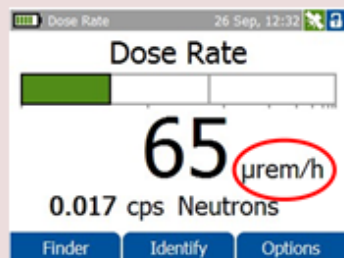 Dose Rate 26 Sep, 12:32
Dose Rate
65 µrem/h
0.017 cps Neutrons
Finder Identify Options